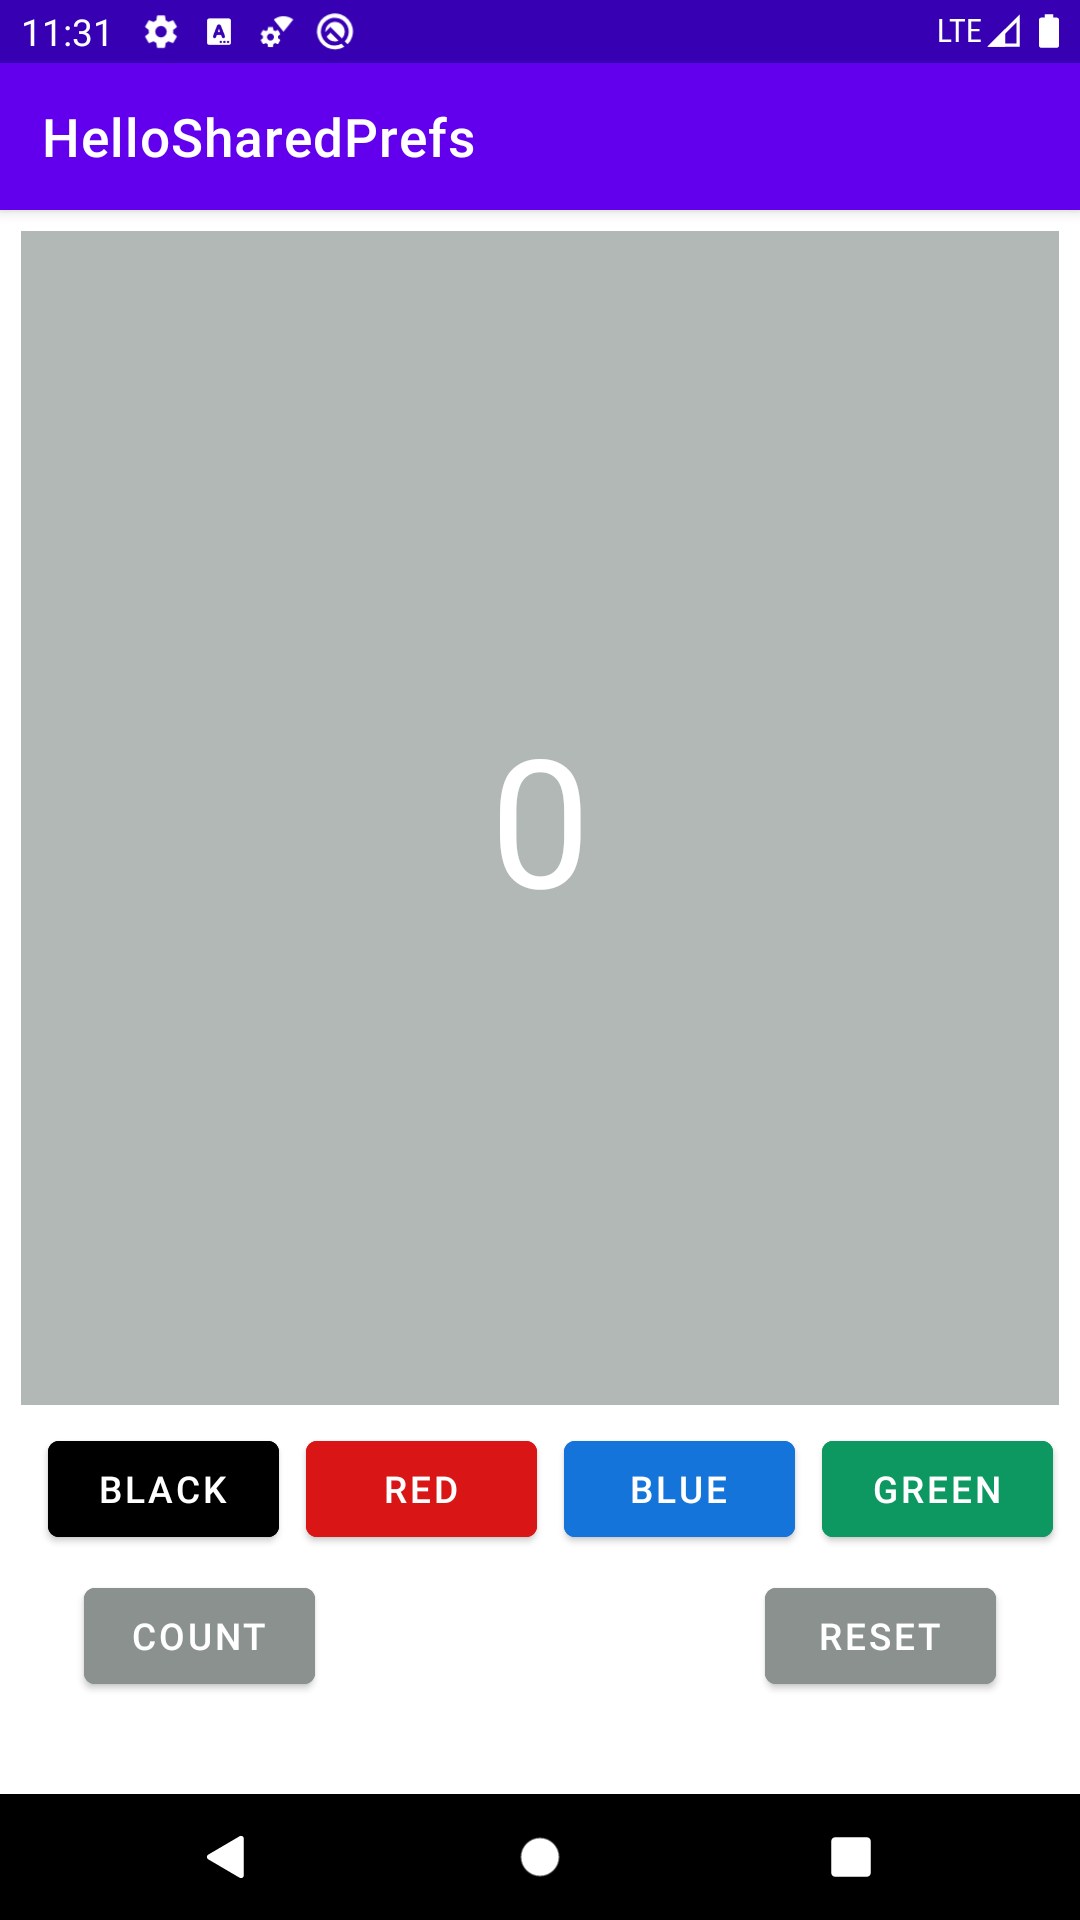 11:31 LTE
HelloSharedPrefs
0
BLACK RED BLUE GREEN
COUNT RESET